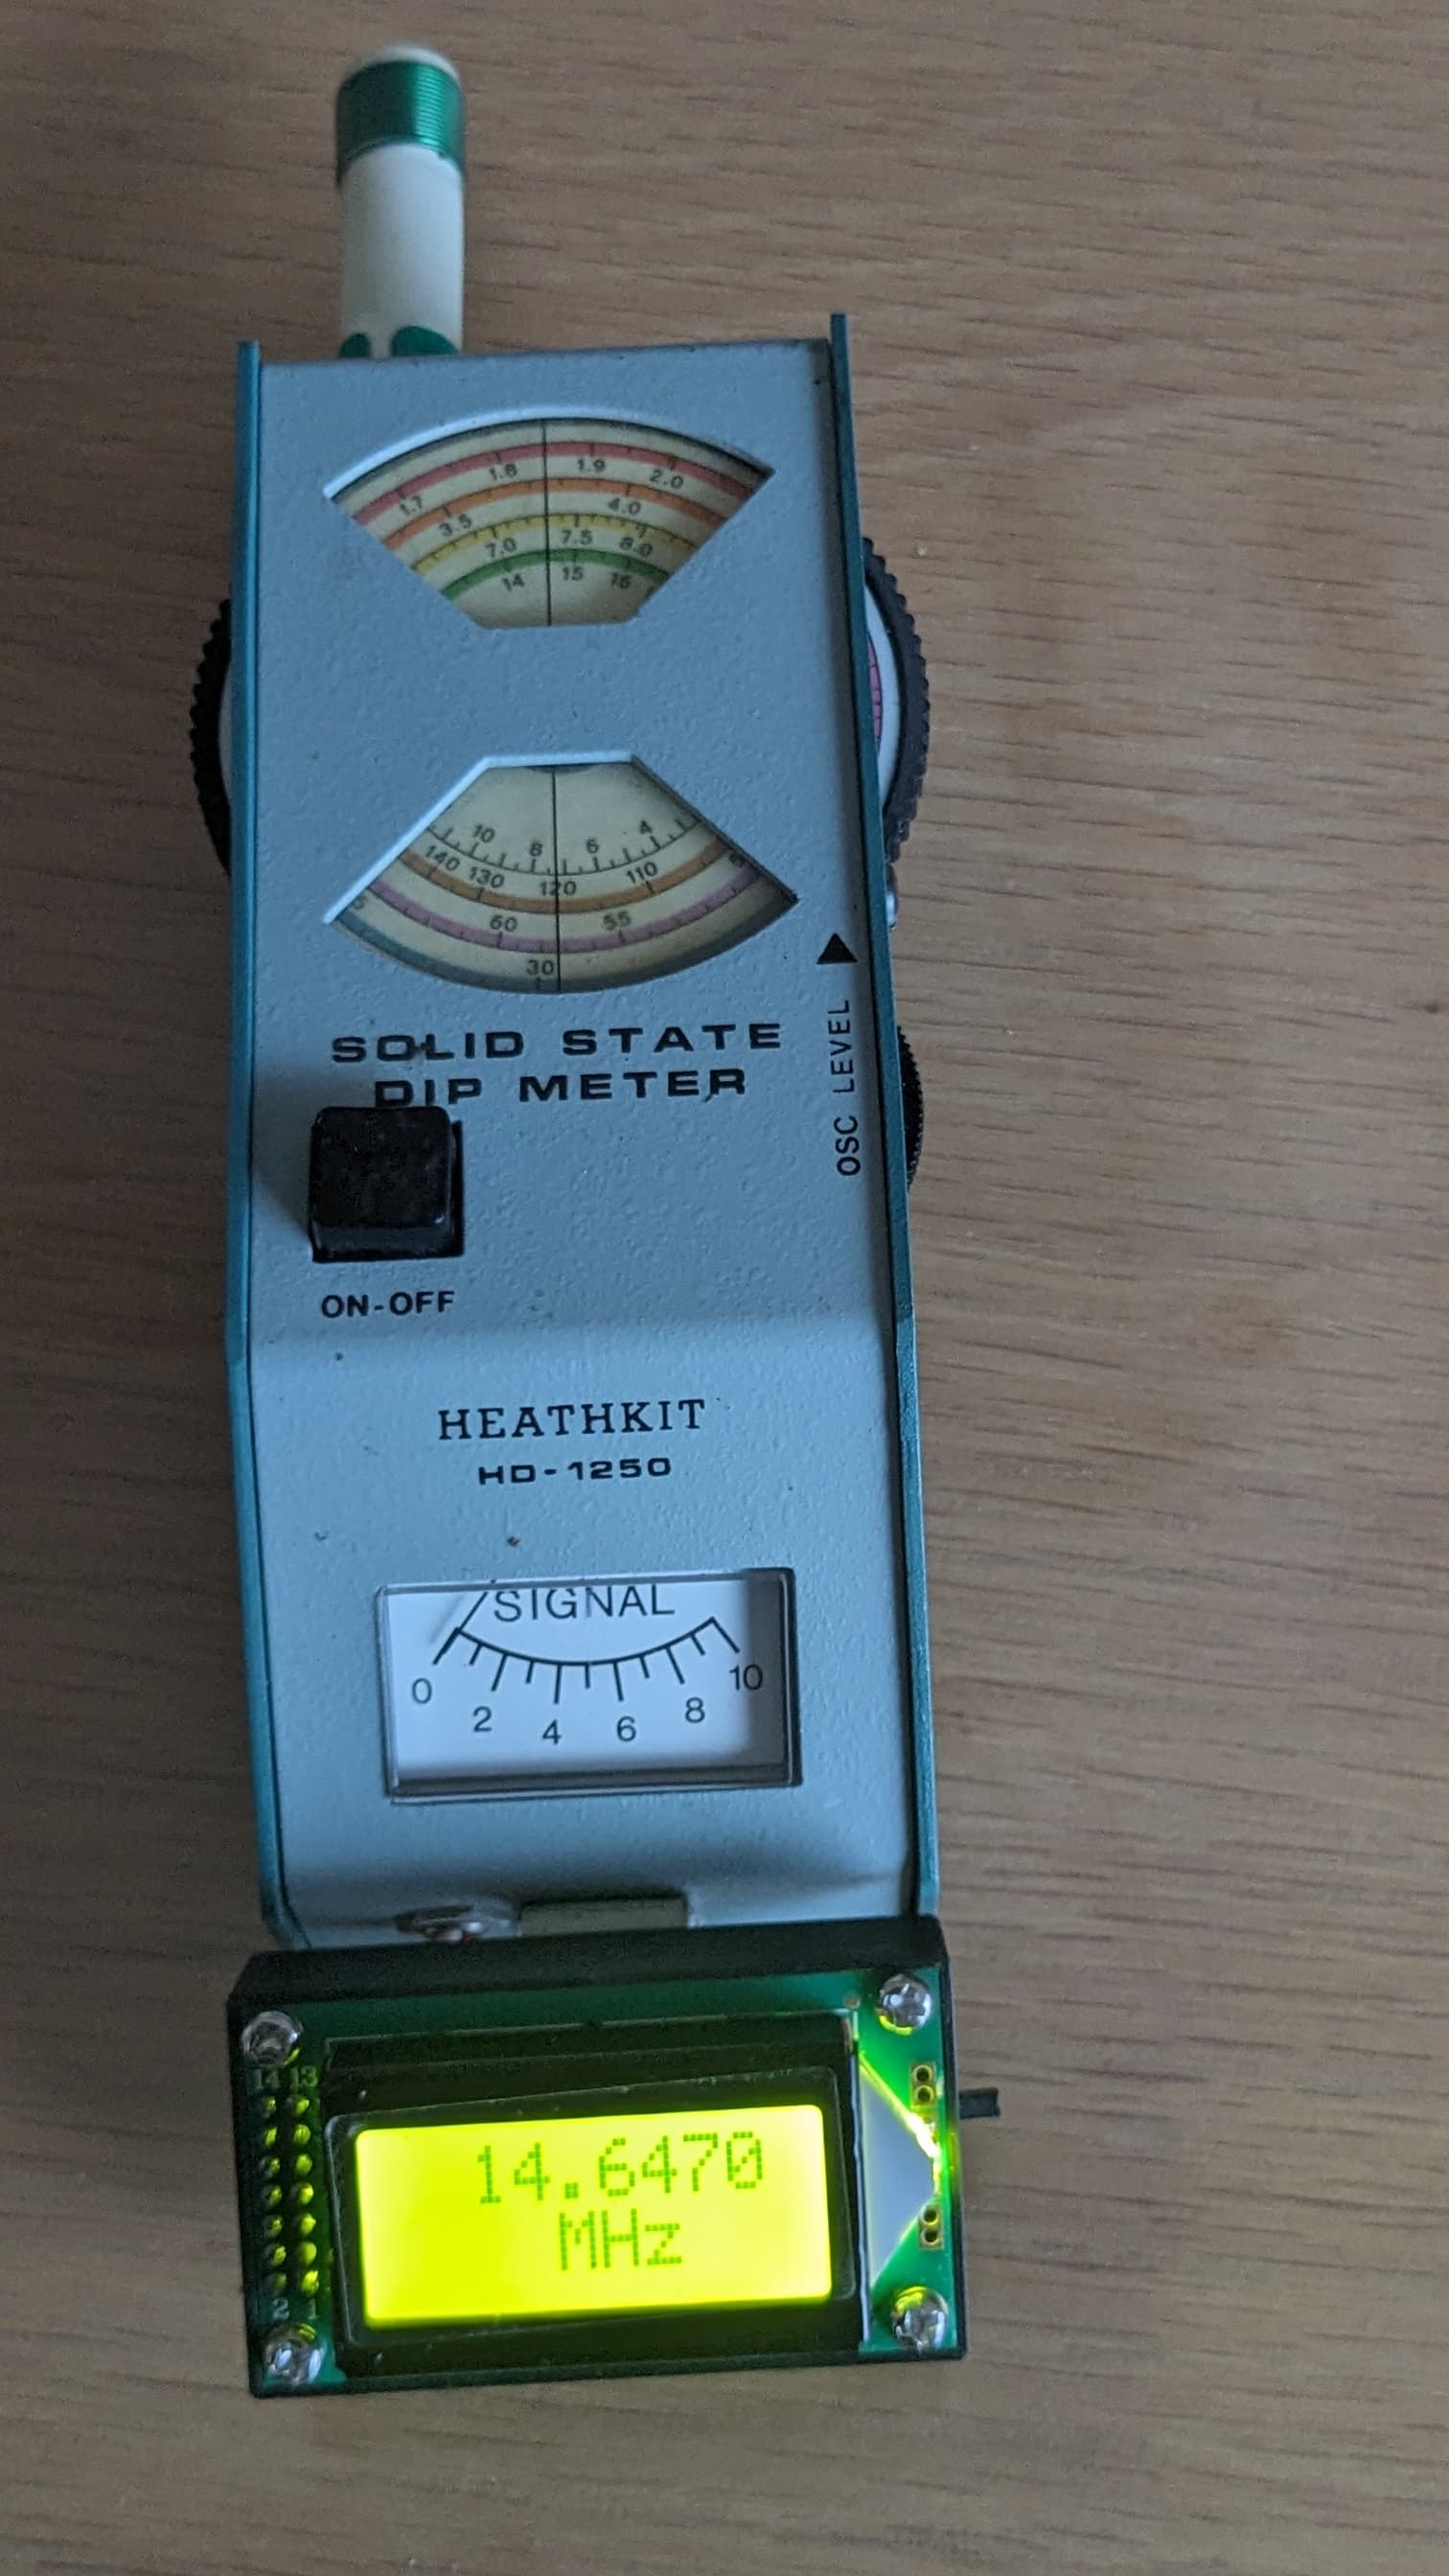 1.7 1.8 1.9 2.0
3.5 4.0
7.0 7.5 8.0
14 15 16
10 8 6 4
140 130 120 110
60 55
30
SOLID STATE
DIP METER
OSC LEVEL
ON-OFF
HEATHKIT
HD-1250
SIGNAL
0 2 4 6 8 10
14 13
14.6470
MHz
2 1